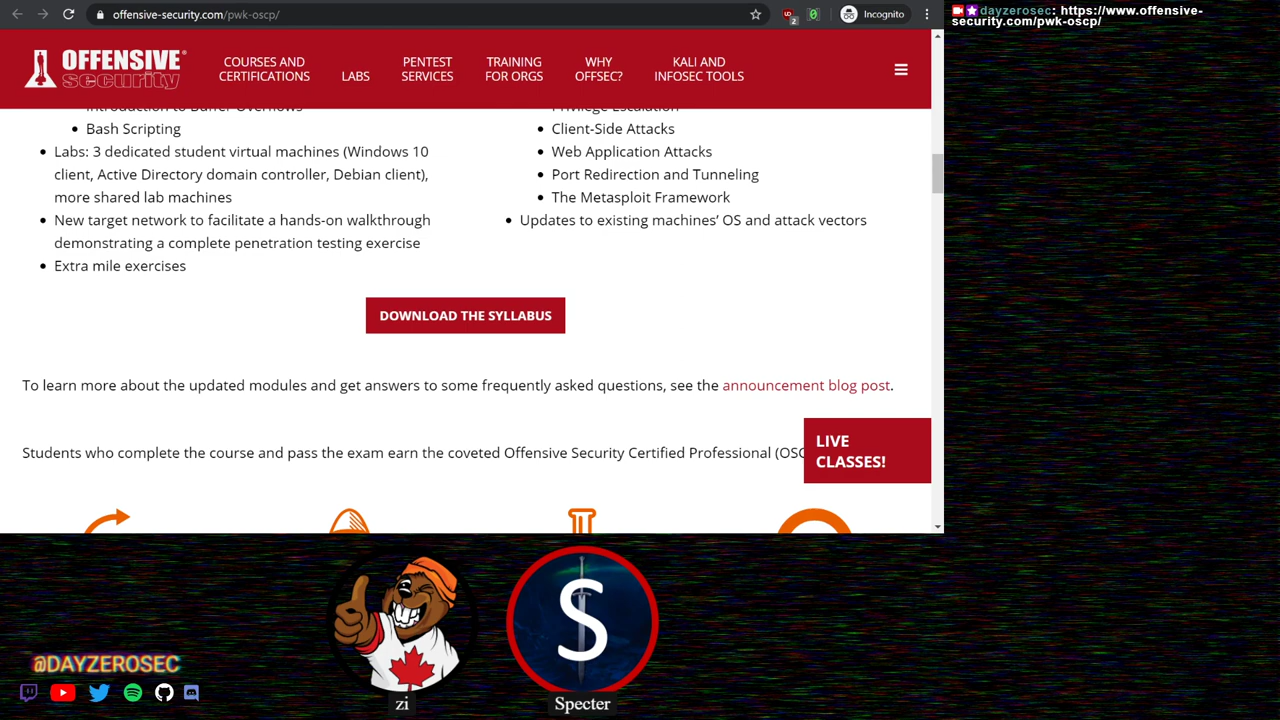 offensive-security.com/pwk-oscp/
2
Incognito
dayzerosec: https://www.offensive-
security.com/pwk-oscp/
OFFENSIVE
security
COURSES AND
CERTIFICATIONS
LABS
PENTEST
SERVICES
TRAINING
FOR ORGS
WHY
OFFSEC?
KALI AND
INFOSEC TOOLS
Introduction to Buffer Overflows
Bash Scripting
Labs: 3 dedicated student virtual machines (Windows 10
client, Active Directory domain controller, Debian client),
more shared lab machines
New target network to facilitate a hands-on walkthrough
demonstrating a complete penetration testing exercise
Extra mile exercises
Privilege Escalation
Client-Side Attacks
Web Application Attacks
Port Redirection and Tunneling
The Metasploit Framework
Updates to existing machines’ OS and attack vectors
DOWNLOAD THE SYLLABUS
To learn more about the updated modules and get answers to some frequently asked questions, see the announcement blog post.
Students who complete the course and pass the exam earn the coveted Offensive Security Certified Professional (OSC
LIVE
CLASSES!
S
@DAYZEROSEC
zi
Specter